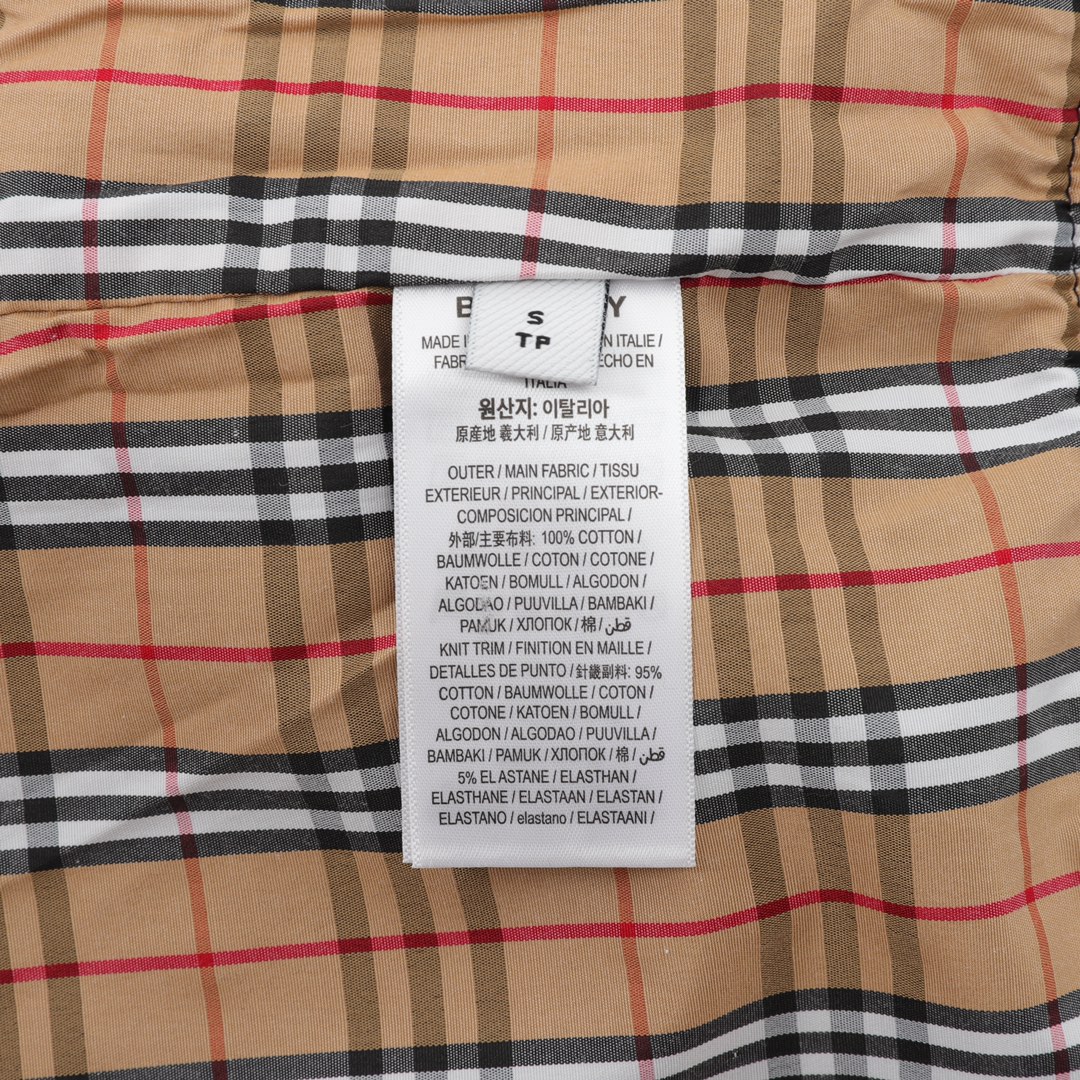 S
TP
MADE
N ITALIE /
ECHO EN
ITALIA
원산지: 이탈리아
原産地 義大利 / 原产地 意大利
OUTER / MAIN FABRIC / TISSU
EXTERIEUR / PRINCIPAL / EXTERIOR-
COMPOSICION PRINCIPAL /
外部/主要布料: 100% COTTON /
BAUMWOLLE / COTON / COTONE /
KATOEN / BOMULL / ALGODON /
ALGODAO / PUUVILLA / BAMBAKI /
PAMUK / ХЛОПОК / 棉 / قطن
KNIT TRIM / FINITION EN MAILLE /
DETALLES DE PUNTO / 針畿副料: 95%
COTTON / BAUMWOLLE / COTON /
COTONE / KATOEN / BOMULL /
ALGODON / ALGODAO / PUUVILLA /
BAMBAKI / PAMUK / ХЛОПОК / 棉 / قطن
5% ELASTANE / ELASTHAN /
ELASTHANE / ELASTAAN / ELASTAN /
ELASTANO / elastano / ELASTAANI /